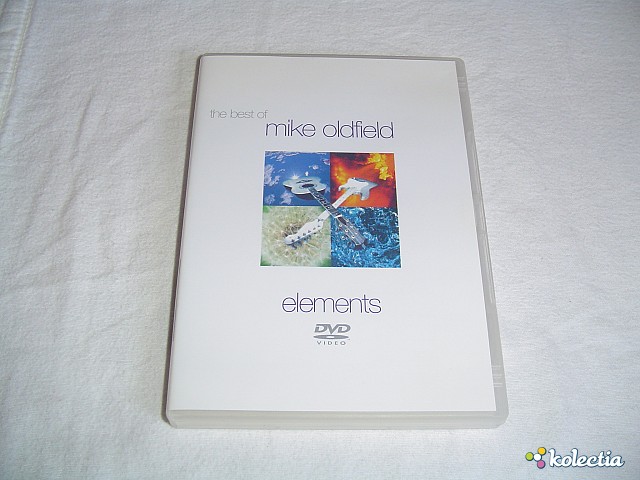 the best of
mike oldfield
elements
DVD
VIDEO
kolectia